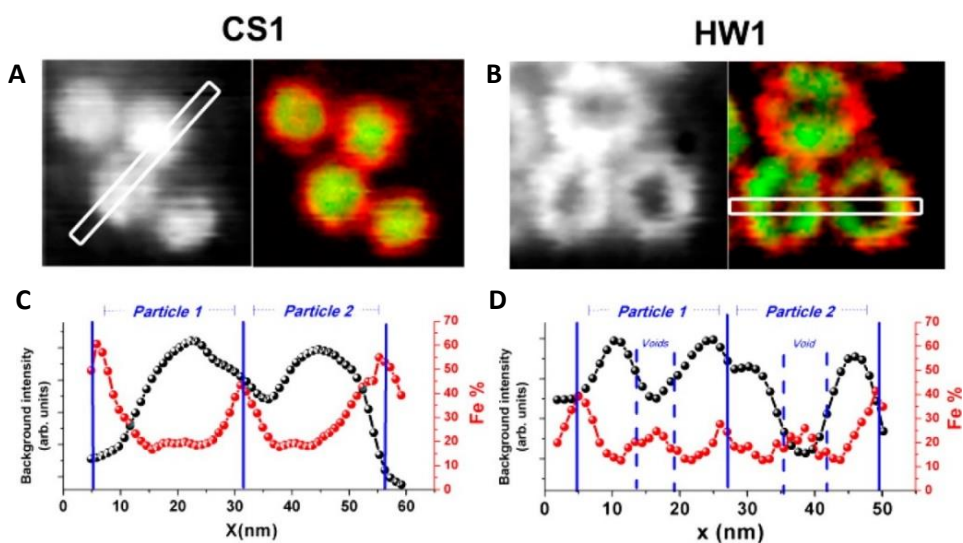 CS1
HW1
A
B
C
D
Particle 1
Particle 2
Background intensity
(arb. units)
70
60
50
40
30
20
10
0
Fe %
0 10 20 30 40 50 60
X(nm)
Particle 1
Particle 2
Voids
Void
Background intensity
(arb. units)
70
60
50
40
30
20
10
0
Fe %
0 10 20 30 40 50
x (nm)